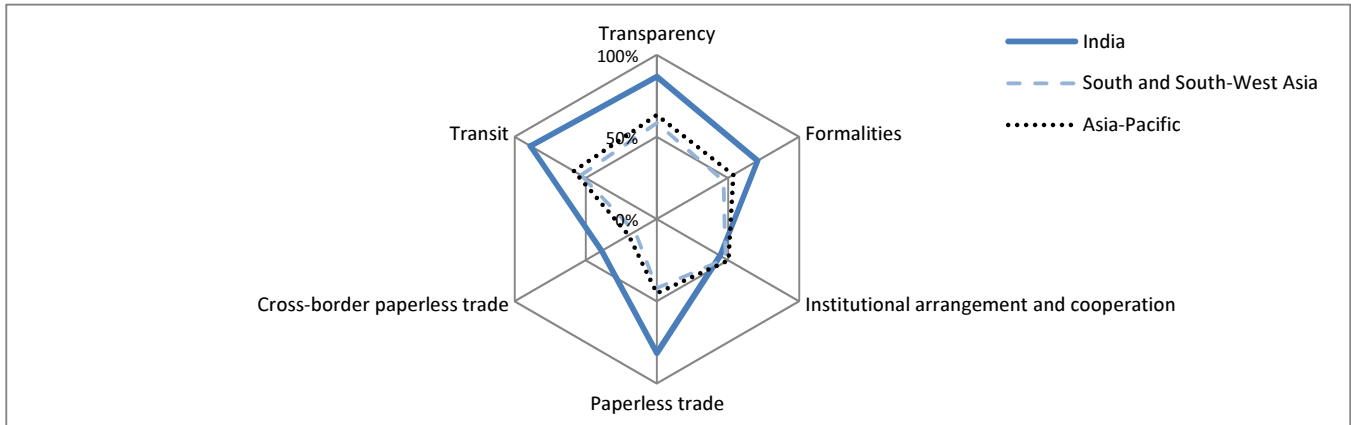 Transparency
100%
India
South and South-West Asia
50%
Transit
Formalities
Asia-Pacific
0%
Cross-border paperless trade
Institutional arrangement and cooperation
Paperless trade